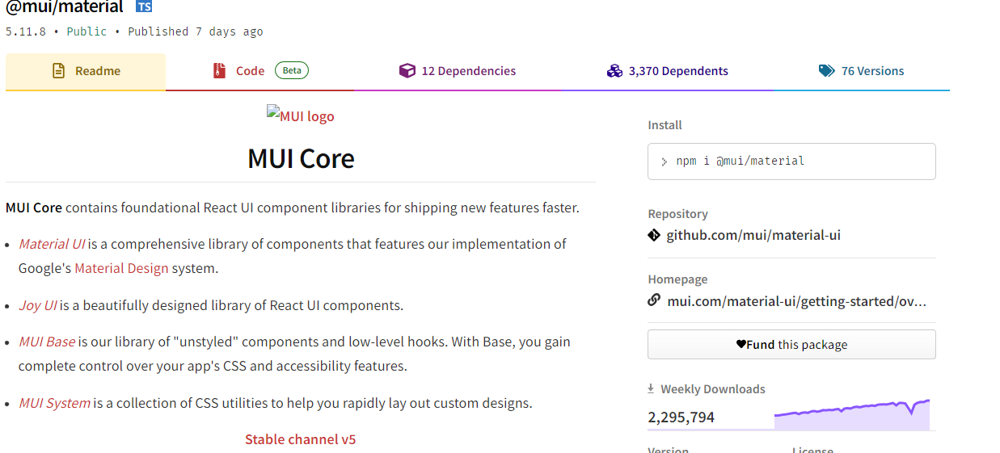 @mui/material TS
5.11.8 • Public • Published 7 days ago
Readme
Code Beta
12 Dependencies
3,370 Dependents
76 Versions
MUI logo
MUI Core
MUI Core contains foundational React UI component libraries for shipping new features faster.
• Material UI is a comprehensive library of components that features our implementation of
Google's Material Design system.
• Joy UI is a beautifully designed library of React UI components.
• MUI Base is our library of "unstyled" components and low-level hooks. With Base, you gain
complete control over your app's CSS and accessibility features.
• MUI System is a collection of CSS utilities to help you rapidly lay out custom designs.
Stable channel v5
Install
> npm i @mui/material
Repository
github.com/mui/material-ui
Homepage
mui.com/material-ui/getting-started/ov...
Fund this package
Weekly Downloads
2,295,794
Version
License